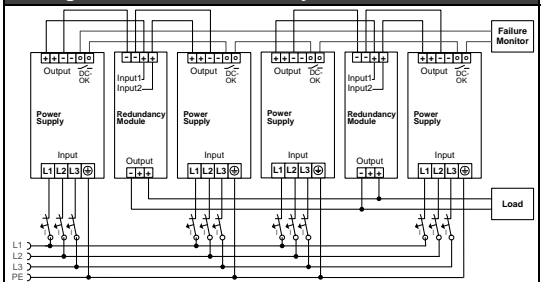 + + - - o o
- - + +
+ + - - o o
+ + - - o o
- - + +
+ + - - o o
Failure
Monitor
Output
DC-
OK
Input1
Input2
Output
DC-
OK
Output
DC-
OK
Input1
Input2
Output
DC-
OK
Power
Supply
Redundancy
Module
Power
Supply
Power
Supply
Redundancy
Module
Power
Supply
Input
Output
Input
Input
Output
Input
L1 L2 L3
- + +
L1 L2 L3
L1 L2 L3
- + +
L1 L2 L3
Load
I I I
I I I
I I I
I I I
L1
L2
L3
PE